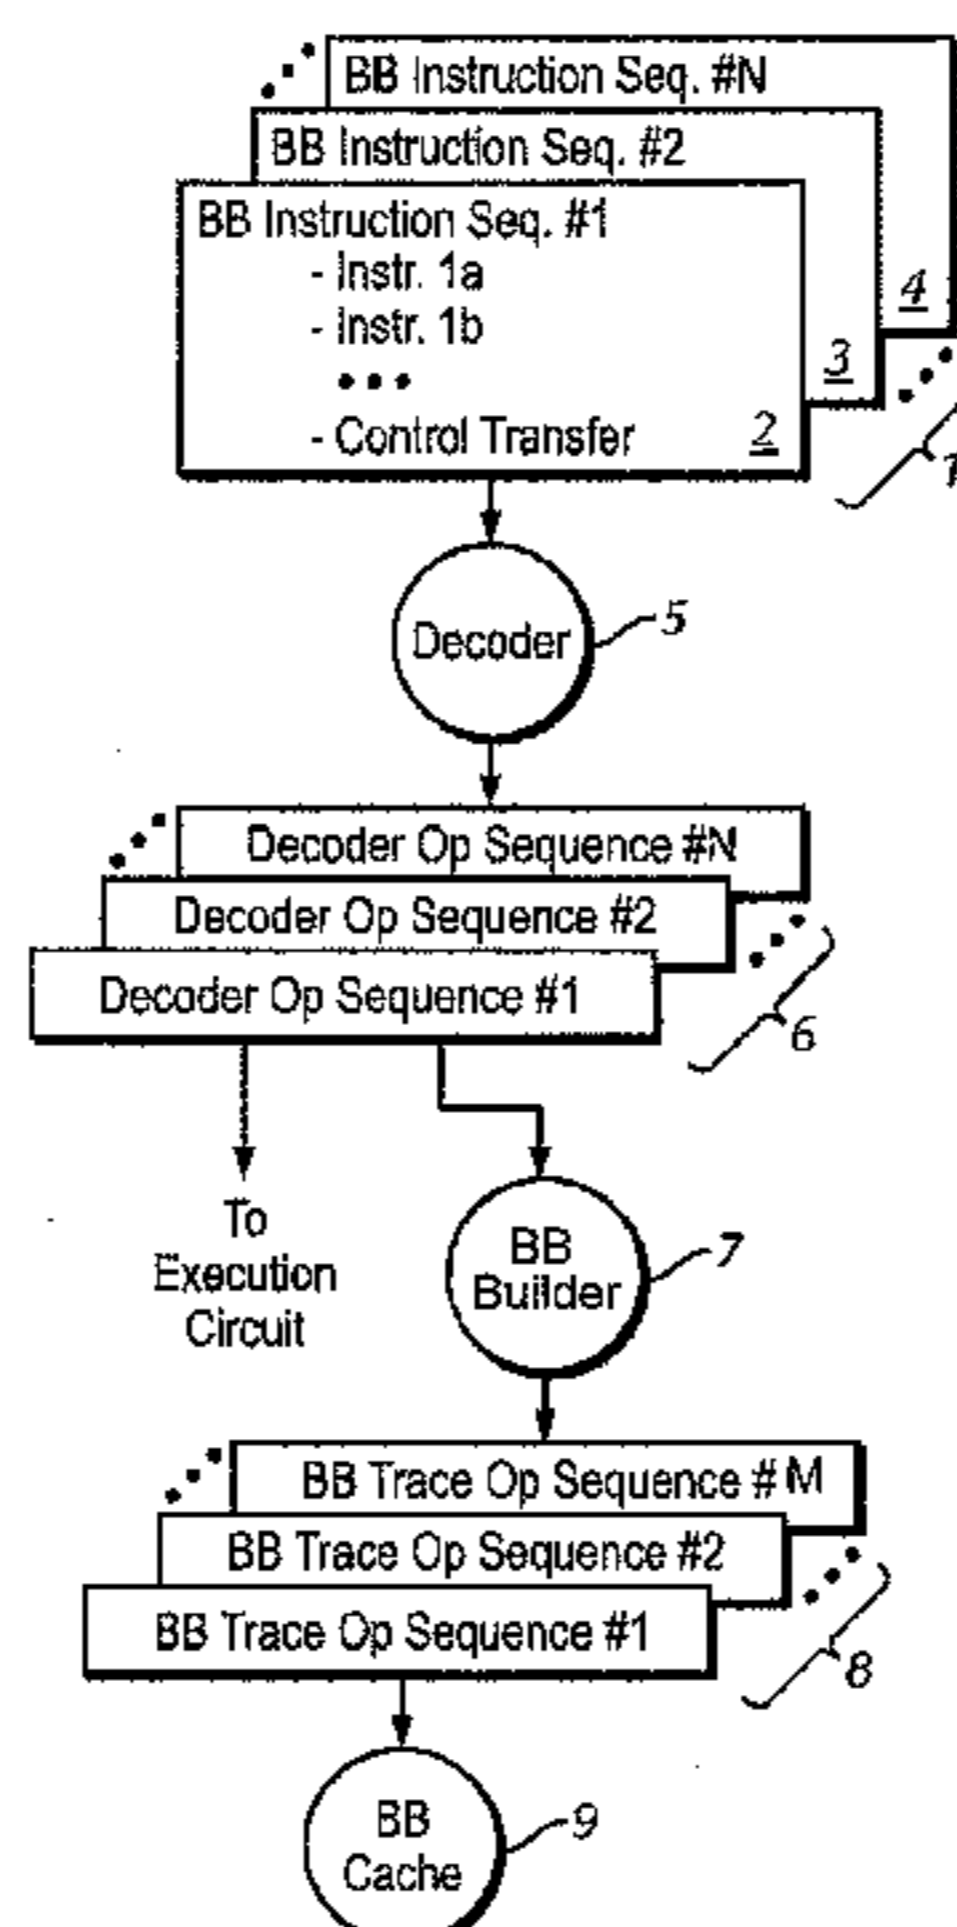 BB Instruction Seq. #N
BB Instruction Seq. #2
BB Instruction Seq. #1
- Instr. 1a
- Instr. 1b
• • •
- Control Transfer
2
3
4
1
Decoder
5
Decoder Op Sequence #N
Decoder Op Sequence #2
Decoder Op Sequence #1
6
To
Execution
Circuit
BB
Builder
7
BB Trace Op Sequence # M
BB Trace Op Sequence #2
BB Trace Op Sequence #1
8
BB
Cache
9